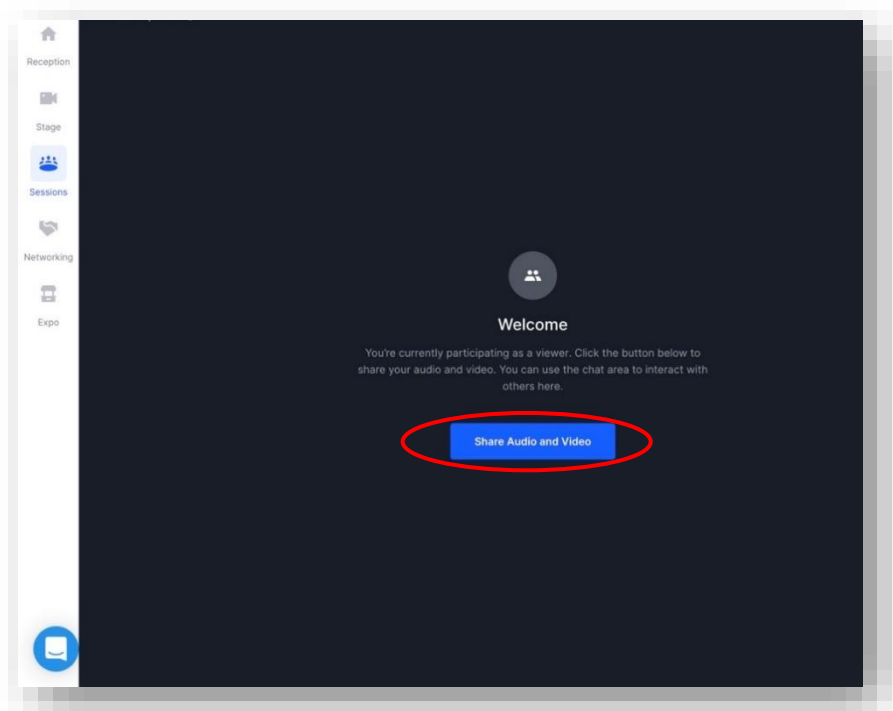 Reception
Stage
Sessions
Networking
Expo
Welcome
You're currently participating as a viewer. Click the button below to
share your audio and video. You can use the chat area to interact with
others here.
Share Audio and Video